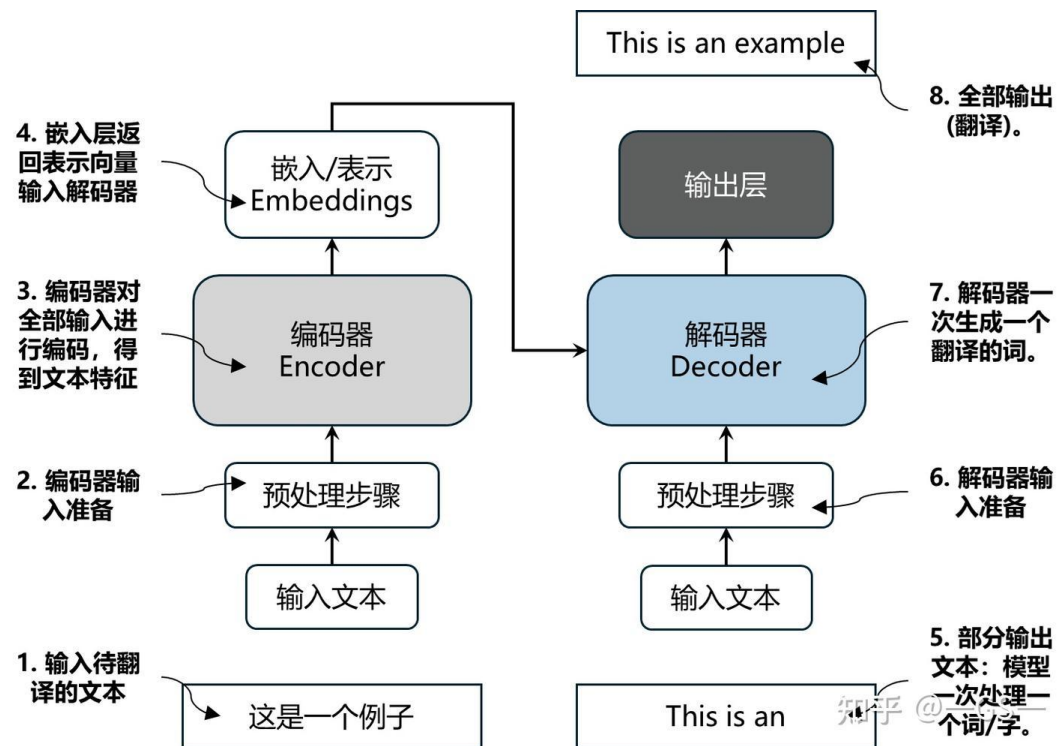 This is an example
8. 全部输出
(翻译)。
4. 嵌入层返
回表示向量
输入解码器
嵌入/表示
Embeddings
输出层
3. 编码器对
全部输入进
行编码，得
到文本特征
编码器
Encoder
解码器
Decoder
7. 解码器一
次生成一个
翻译的词。
2. 编码器输
入准备
预处理步骤
预处理步骤
6. 解码器输
入准备
输入文本
输入文本
1. 输入待翻
译的文本
这是一个例子
This is an
5. 部分输出
文本：模型
一次处理一
个词/字。
知乎